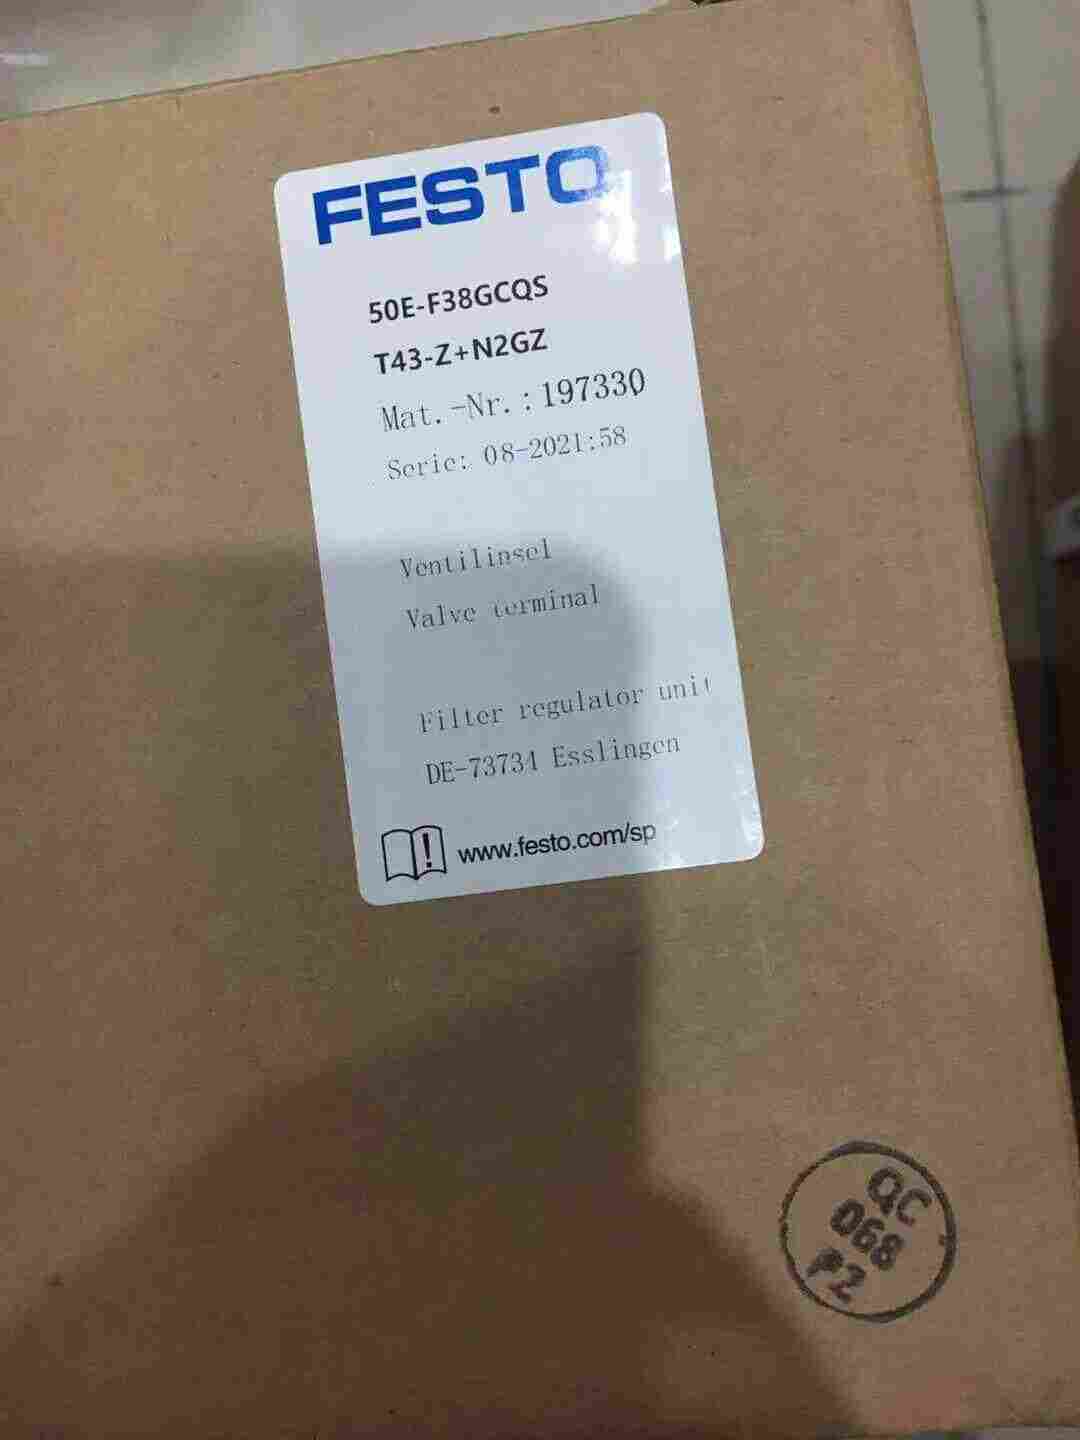 FESTO
50E-F38GCQS
T43-Z+N2GZ
Mat.-Nr.:197330
Serie: 08-2021:58
Ventilinsel
Valve terminal
Filter regulator unit
DE-73734 Esslingen
www.festo.com/sp
QC
068
P2